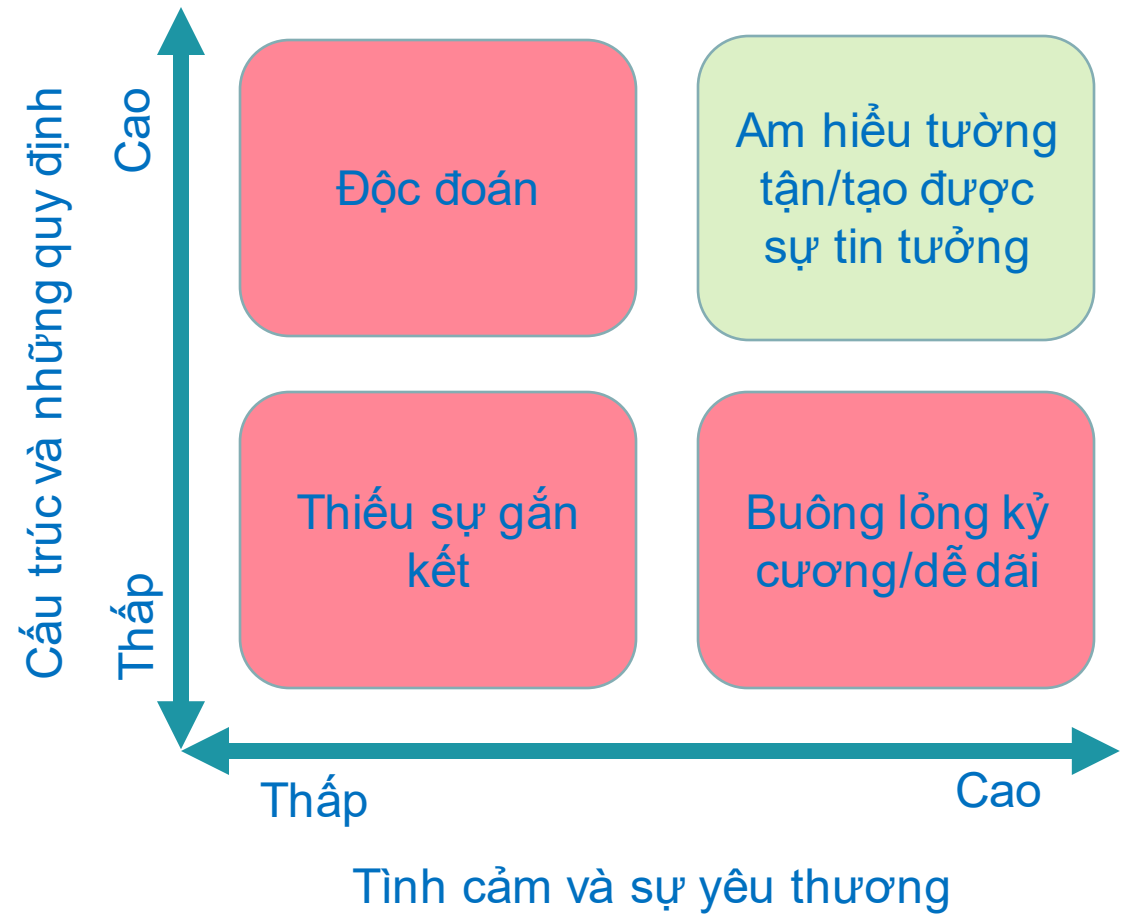 Cấu trúc và những quy định
Cao
Thấp
Độc đoán
Am hiểu tường
tận/tạo được
sự tin tưởng
Thiếu sự gắn
kết
Buông lỏng kỷ
cương/dễ dãi
Thấp
Cao
Tình cảm và sự yêu thương